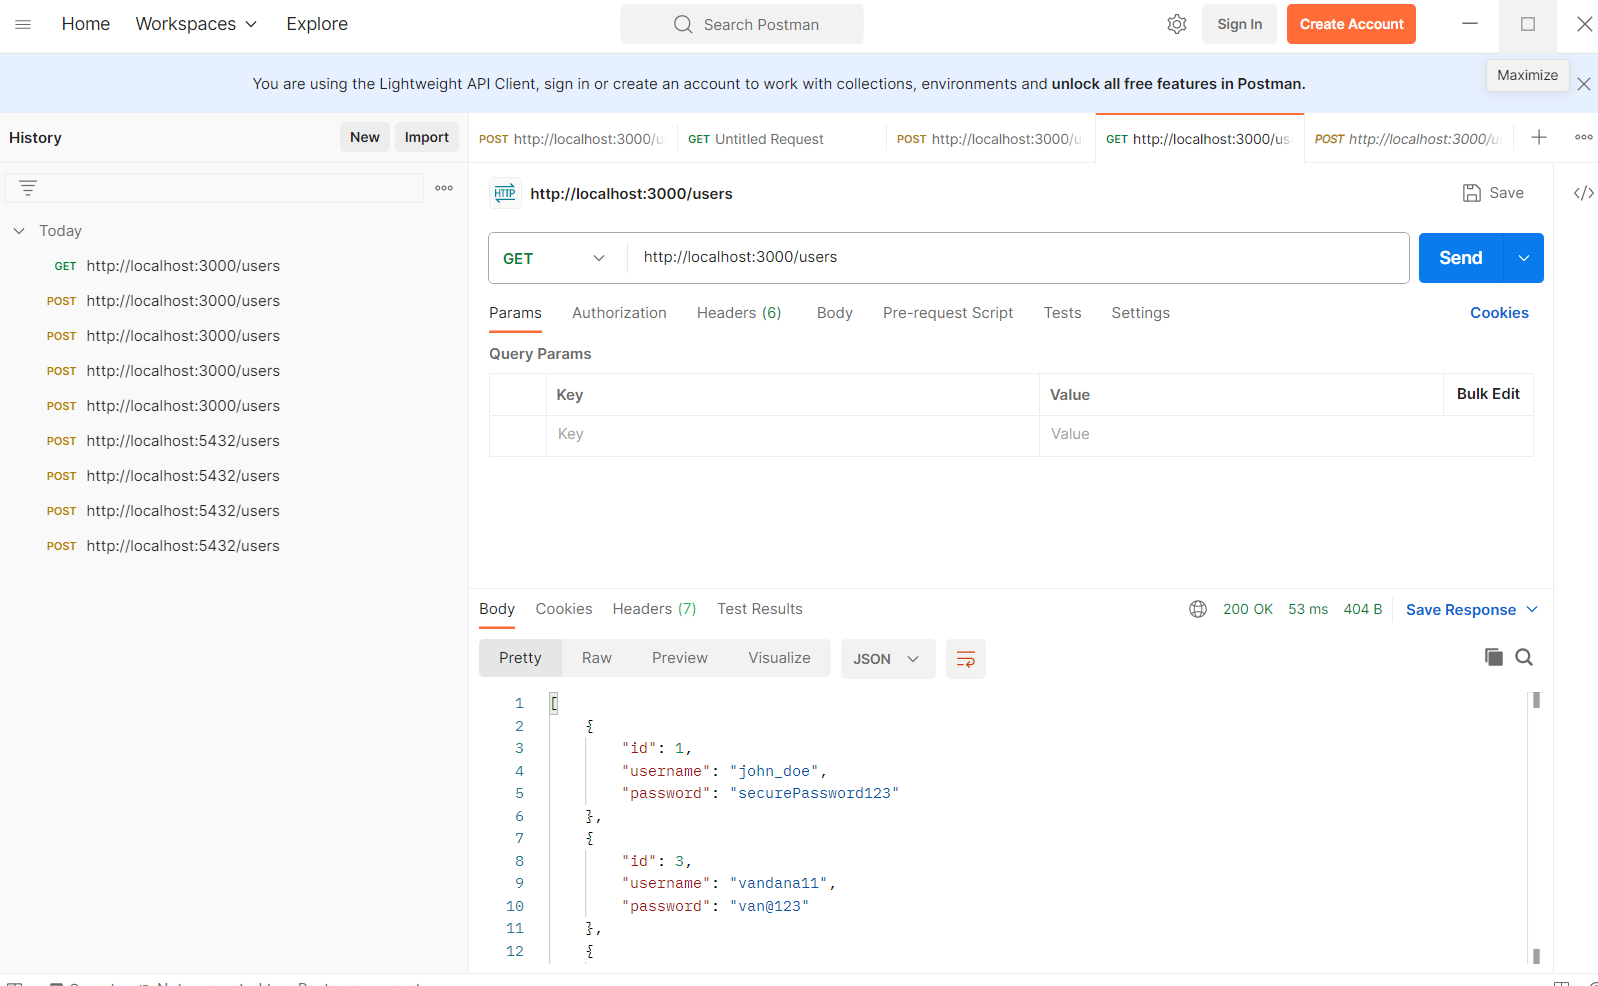 Home Workspaces Explore Search Postman Sign In Create Account
You are using the Lightweight API Client, sign in or create an account to work with collections, environments and unlock all free features in Postman.
Maximize
History New Import
POST http://localhost:3000/u GET Untitled Request POST http://localhost:3000/u GET http://localhost:3000/us POST http://localhost:3000/u
HTTP http://localhost:3000/users Save </>
Today
GET http://localhost:3000/users
POST http://localhost:3000/users
POST http://localhost:3000/users
POST http://localhost:3000/users
POST http://localhost:3000/users
POST http://localhost:5432/users
POST http://localhost:5432/users
POST http://localhost:5432/users
POST http://localhost:5432/users
GET http://localhost:3000/users Send
Params Authorization Headers (6) Body Pre-request Script Tests Settings Cookies
Query Params
Key Value Bulk Edit
Key Value
Body Cookies Headers (7) Test Results 200 OK 53 ms 404 B Save Response
Pretty Raw Preview Visualize JSON
1 [
2 {
3 "id": 1,
4 "username": "john_doe",
5 "password": "securePassword123"
6 },
7 {
8 "id": 3,
9 "username": "vandana11",
10 "password": "van@123"
11 },
12 {